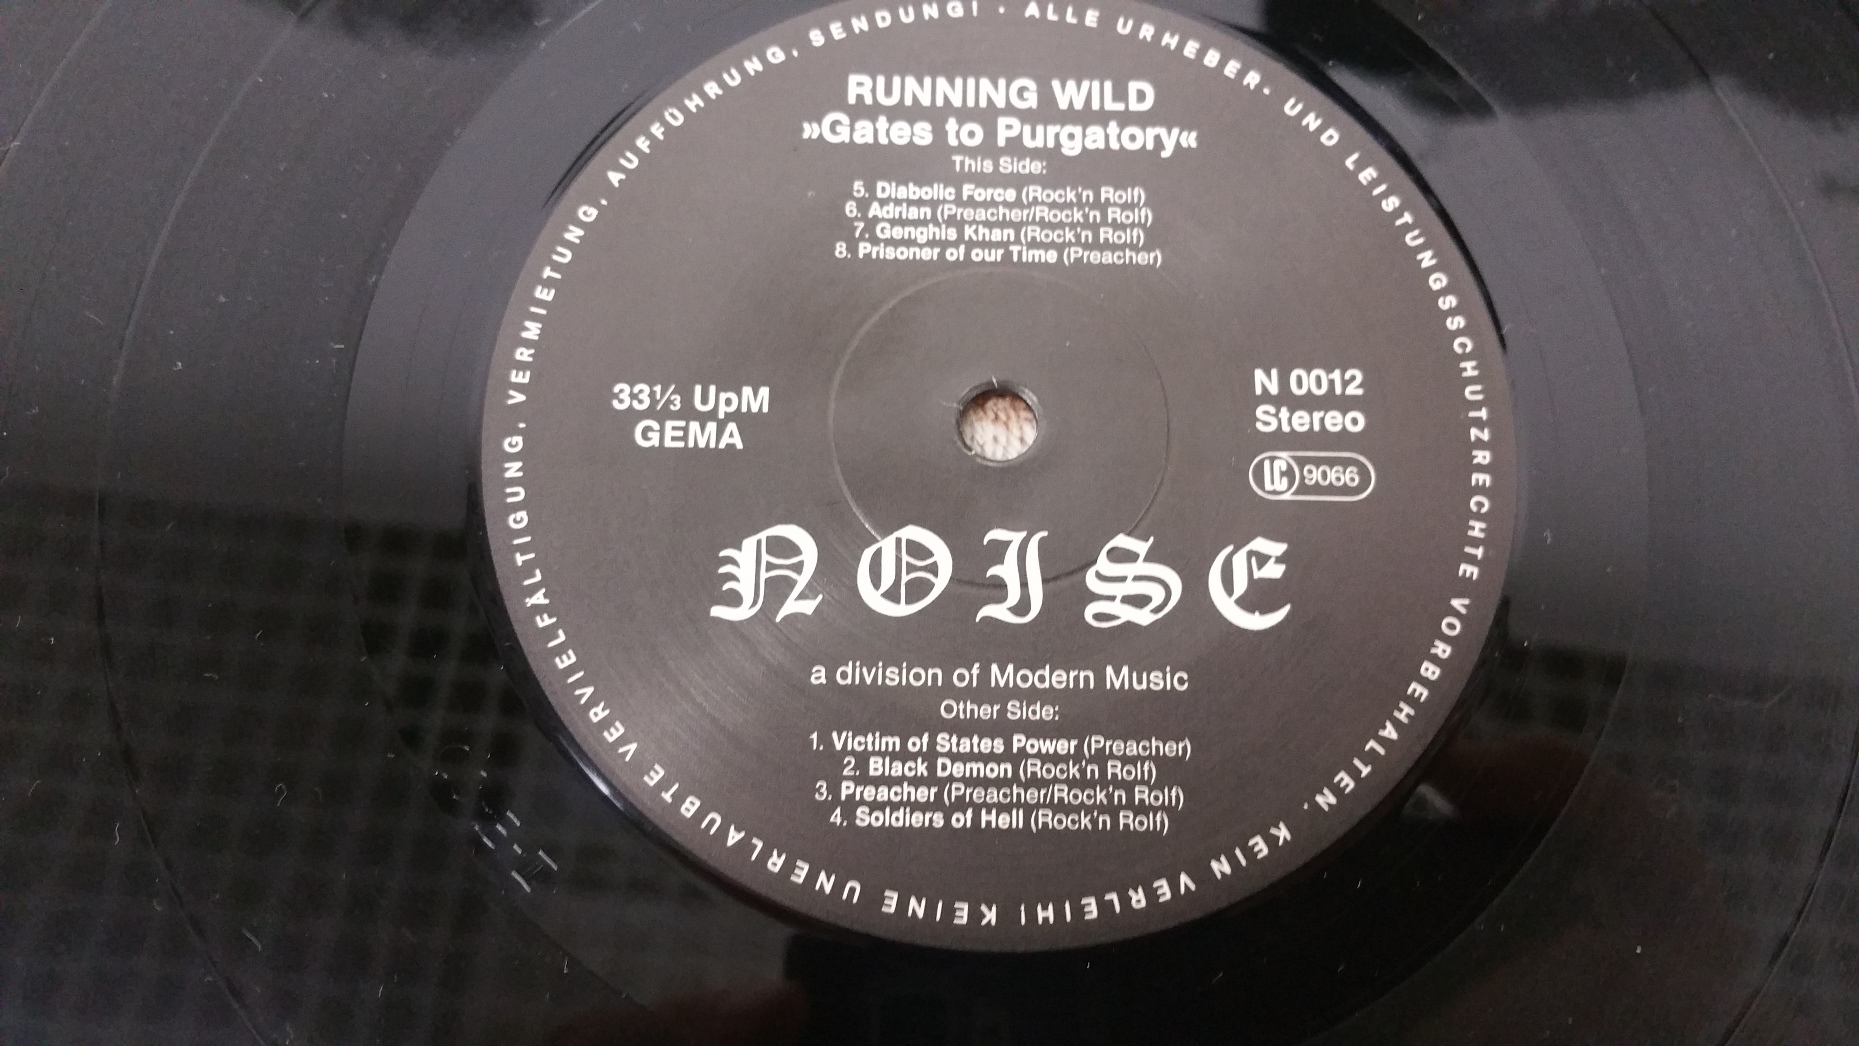 ALLE URHEBER- UND LEISTUNGSSCHUTZRECHTE VORBEHALTEN. KEIN VERLEIH! KEINE UNERLAUBTE VERVIELFÄLTIGUNG, VERMIETUNG, AUFFÜHRUNG, SENDUNG! ·
RUNNING WILD
»Gates to Purgatory«
This Side:
5. Diabolic Force (Rock'n Rolf)
6. Adrian (Preacher/Rock'n Rolf)
7. Genghis Khan (Rock'n Rolf)
8. Prisoner of our Time (Preacher)
33⅓ UpM
GEMA
N 0012
Stereo
LC 9066
NOISE
a division of Modern Music
Other Side:
1. Victim of States Power (Preacher)
2. Black Demon (Rock'n Rolf)
3. Preacher (Preacher/Rock'n Rolf)
4. Soldiers of Hell (Rock'n Rolf)